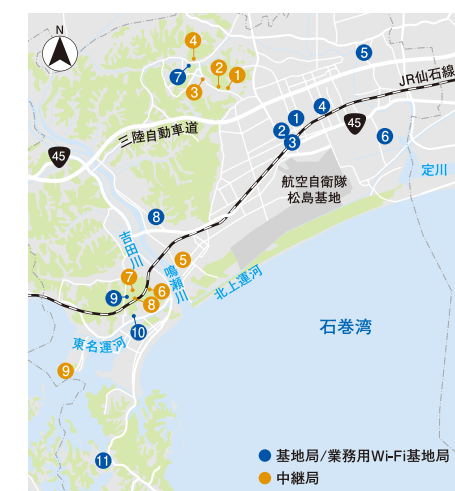 N
4
5
7
2
1
3
JR仙石線
4
1
45
2
3
6
三陸自動車道
45
航空自衛隊
松島基地
定川
8
吉田川
5
鳴瀬川
北上運河
7
6
9
8
10
石巻湾
東名運河
9
11
基地局/業務用Wi-Fi基地局
中継局